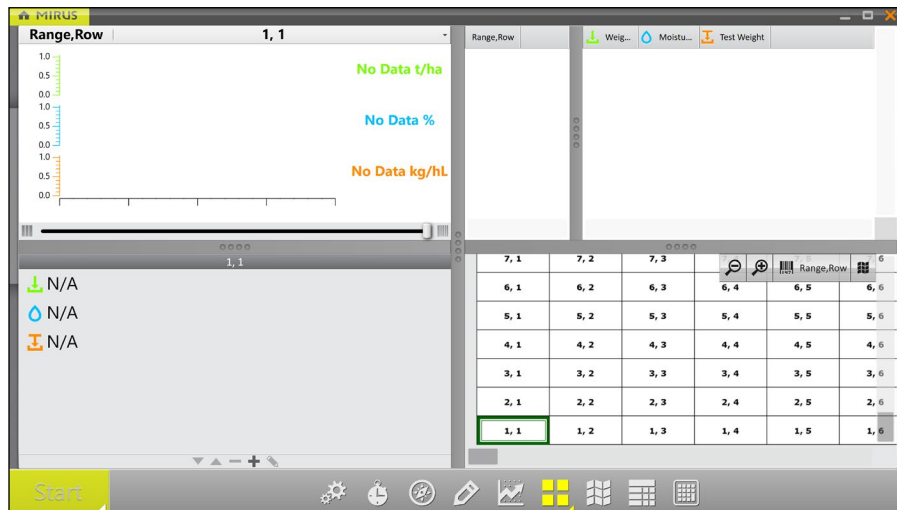 MIRUS
Range,Row 1, 1
1.0
0.5
0.0
No Data t/ha
1.0
0.5
0.0
No Data %
1.0
0.5
0.0
No Data kg/hL
1, 1
N/A
N/A
N/A
Range,Row Weig... Moistu... Test Weight
7, 1 7, 2 7, 3 7, 6
Range,Row
6, 1 6, 2 6, 3 6, 4 6, 5 6, 6
5, 1 5, 2 5, 3 5, 4 5, 5 5, 6
4, 1 4, 2 4, 3 4, 4 4, 5 4, 6
3, 1 3, 2 3, 3 3, 4 3, 5 3, 6
2, 1 2, 2 2, 3 2, 4 2, 5 2, 6
1, 1 1, 2 1, 3 1, 4 1, 5 1, 6
Start